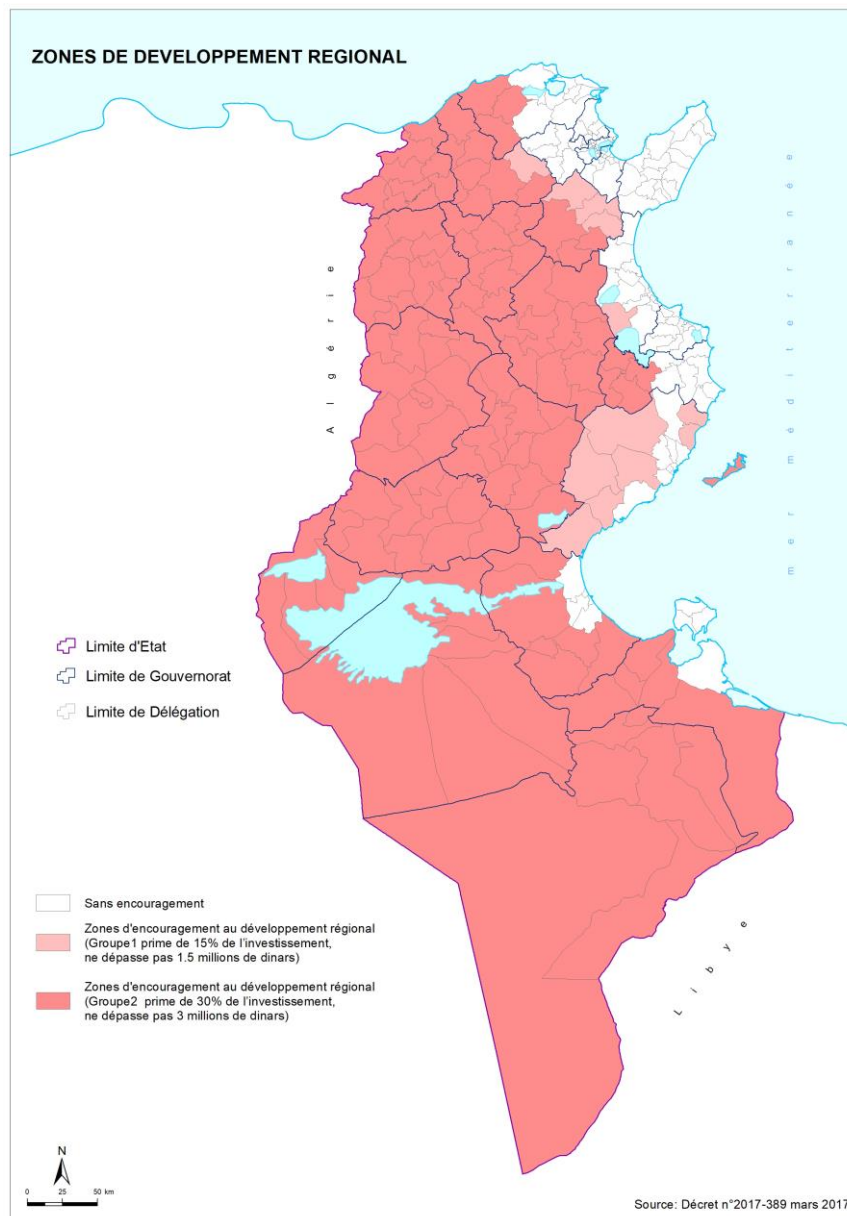 ZONES DE DEVELOPPEMENT REGIONAL
mer méditerranée
Algérie
Limite d'Etat
Limite de Gouvernorat
Limite de Délégation
Sans encouragement
Zones d'encouragement au développement régional
(Groupe1 prime de 15% de l'investissement,
ne dépasse pas 1.5 millions de dinars)
Zones d'encouragement au développement régional
(Groupe2 prime de 30% de l'investissement,
ne dépasse pas 3 millions de dinars)
Libye
N
0 25 50 km
Source: Décret n°2017-389 mars 2017